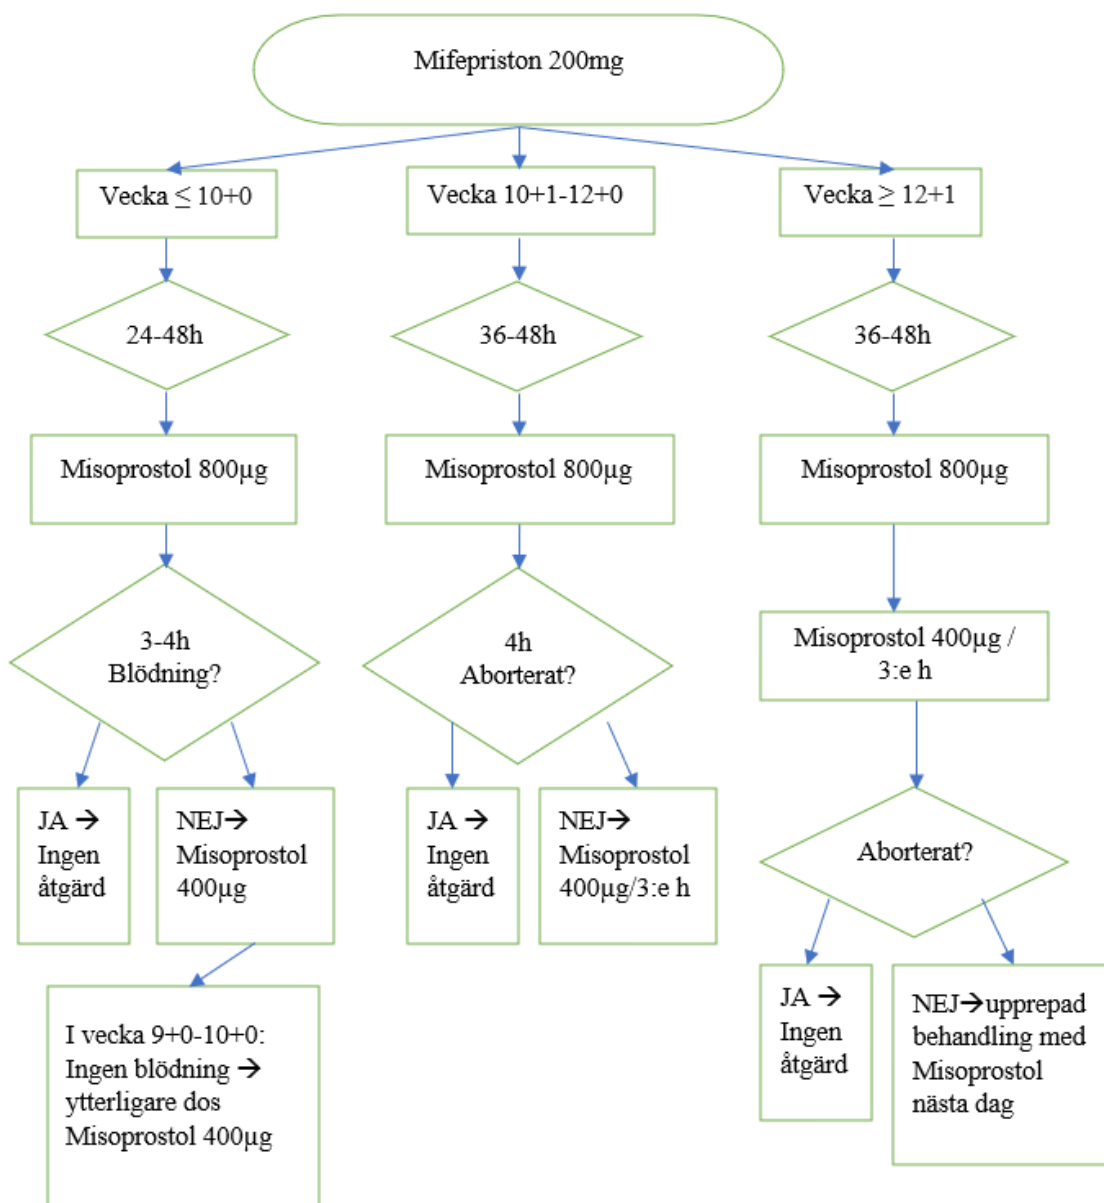 Mifepriston 200mg
Vecka ≤ 10+0
Vecka 10+1-12+0
Vecka ≥ 12+1
24-48h
36-48h
36-48h
Misoprostol 800µg
Misoprostol 800µg
Misoprostol 800µg
3-4h
Blödning?
4h
Aborterat?
Misoprostol 400µg /
3:e h
JA →
Ingen
åtgärd
NEJ→
Misoprostol
400µg
JA →
Ingen
åtgärd
NEJ→
Misoprostol
400µg/3:e h
Aborterat?
I vecka 9+0-10+0:
Ingen blödning →
ytterligare dos
Misoprostol 400µg
JA →
Ingen
åtgärd
NEJ→upprepad
behandling med
Misoprostol
nästa dag